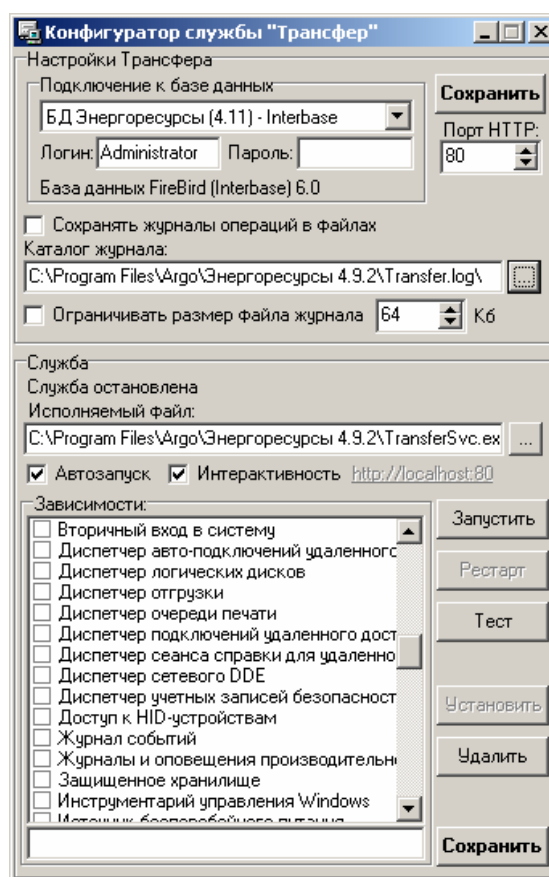 Конфигуратор службы "Трансфер"
Настройки Трансфера
Подключение к базе данных
БД Энергоресурсы (4.11) - Interbase
Сохранить
Порт HTTP:
Логин: Administrator Пароль:
80
База данных FireBird (Interbase) 6.0
Сохранять журналы операций в файлах
Каталог журнала:
C:\Program Files\Argo\Энергоресурсы 4.9.2\Transfer.log\
...
Ограничивать размер файла журнала 64 Кб
Служба
Служба остановлена
Исполняемый файл:
C:\Program Files\Argo\Энергоресурсы 4.9.2\TransferSvc.ex
...
Автозапуск Интерактивность http://localhost:80
Зависимости:
Вторичный вход в систему
Диспетчер авто-подключений удаленного
Диспетчер логических дисков
Диспетчер отгрузки
Диспетчер очереди печати
Диспетчер подключений удаленного дост
Диспетчер сеанса справки для удаленно
Диспетчер сетевого DDE
Диспетчер учетных записей безопасност
Доступ к HID-устройствам
Журнал событий
Журналы и оповещения производительн
Защищенное хранилище
Инструментарий управления Windows
Источник бесперебойного питания
Запустить
Рестарт
Тест
Установить
Удалить
Сохранить